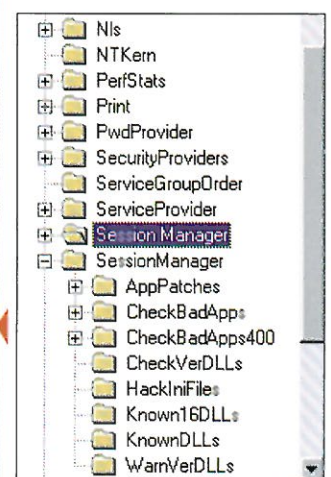 Nls
NTKern
PerfStats
Print
PwdProvider
SecurityProviders
ServiceGroupOrder
ServiceProvider
Session Manager
SessionManager
AppPatches
CheckBadApps
CheckBadApps400
CheckVerDLLs
HackIniFiles
Known16DLLs
KnownDLLs
WarnVerDLLs